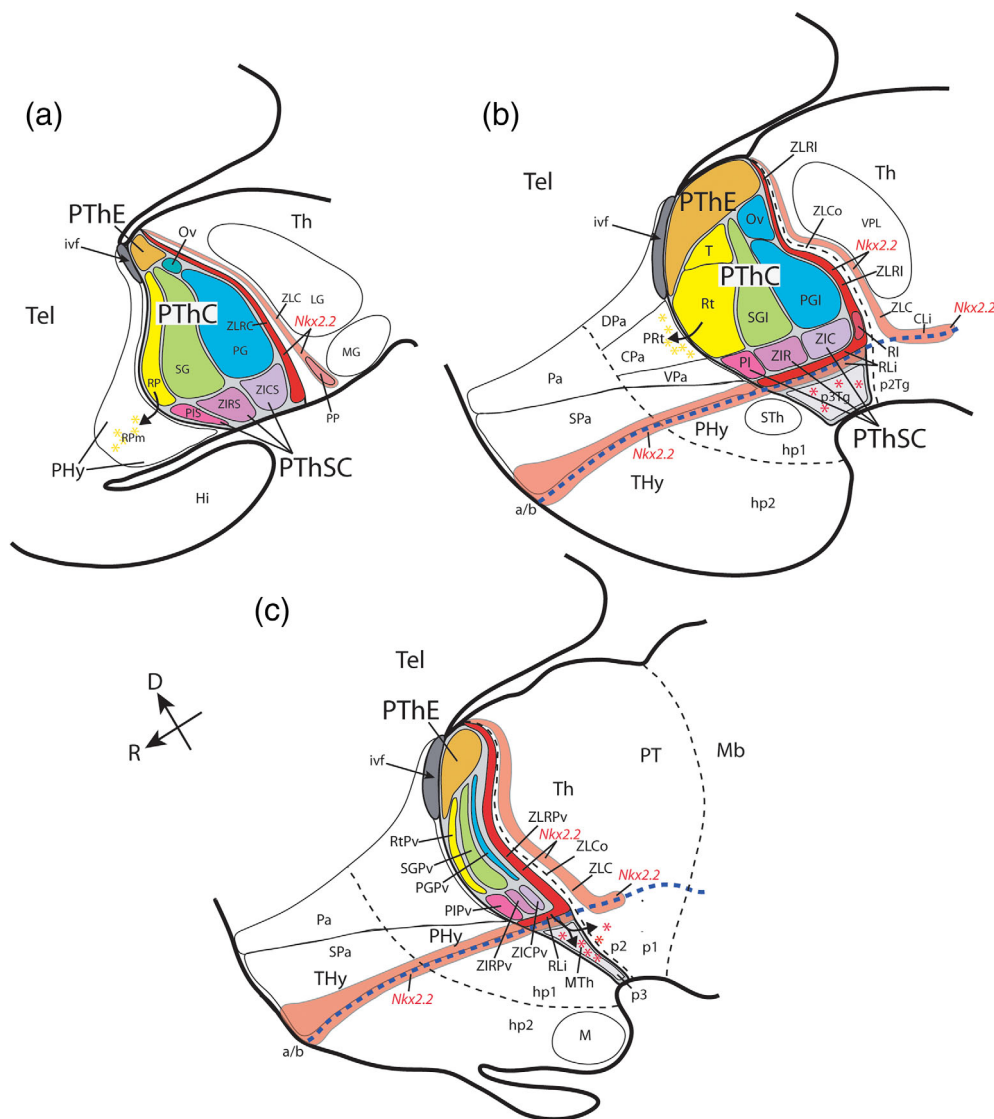 (a)
PThE
ivf
Ov
Th
Tel
PThC
ZLC
LG
ZLRC
Nkx2.2
PG
MG
SG
RP
ZICS
ZIRS
PIS
PP
RPm
PHy
PThSC
Hi
(b)
ZLRI
Tel
Th
PThE
Ov
VPL
ivf
ZLCo
T
Nkx2.2
PThC
ZLRI
Rt
PGI
DPa
PRt
SGI
ZLC
Nkx2.2
CLi
CPa
ZIC
RI
PI
ZIR
RLi
Pa
VPa
p2Tg
p3Tg
SPa
STh
PThSC
PHy
Nkx2.2
hp1
THy
a/b
hp2
(c)
Tel
D
R
PThE
PT
Mb
ivf
Th
ZLRPv
Nkx2.2
RtPv
ZLCo
SGPv
ZLC
PGPv
Nkx2.2
PIPv
Pa
PHy
p2
p1
SPa
ZICPv
RLi
ZIRPv
MTh
THy
Nkx2.2
hp1
p3
hp2
M
a/b